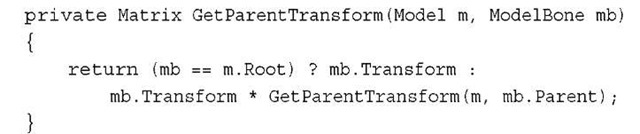 private Matrix GetParentTransform(Model m, ModelBone mb)
{
return (mb == m.Root) ? mb.Transform :
mb.Transform * GetParentTransform(m, mb.Parent);
}